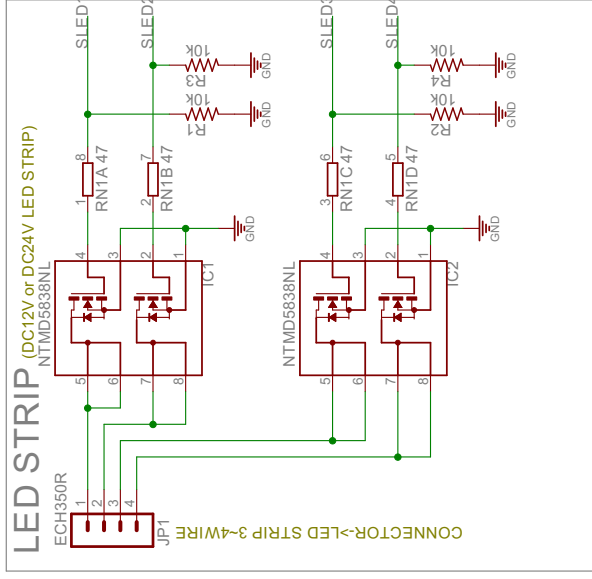 LED STRIP
(DC12V or DC24V LED STRIP)
SLED1
SLED2
SLED3
SLED4
10k
R3
GND
10k
R1
GND
10k
R4
GND
10k
R2
GND
8
RN1A 47
1
7
RN1B 47
2
6
RN1C 47
3
5
RN1D 47
4
GND
GND
4
3
2
1
NTMD5838NL
IC1
5
6
7
8
4
3
2
1
NTMD5838NL
IC2
5
6
7
8
ECH350R
1
2
3
4
JP1
CONNECTOR->LED STRIP 3~4WIRE